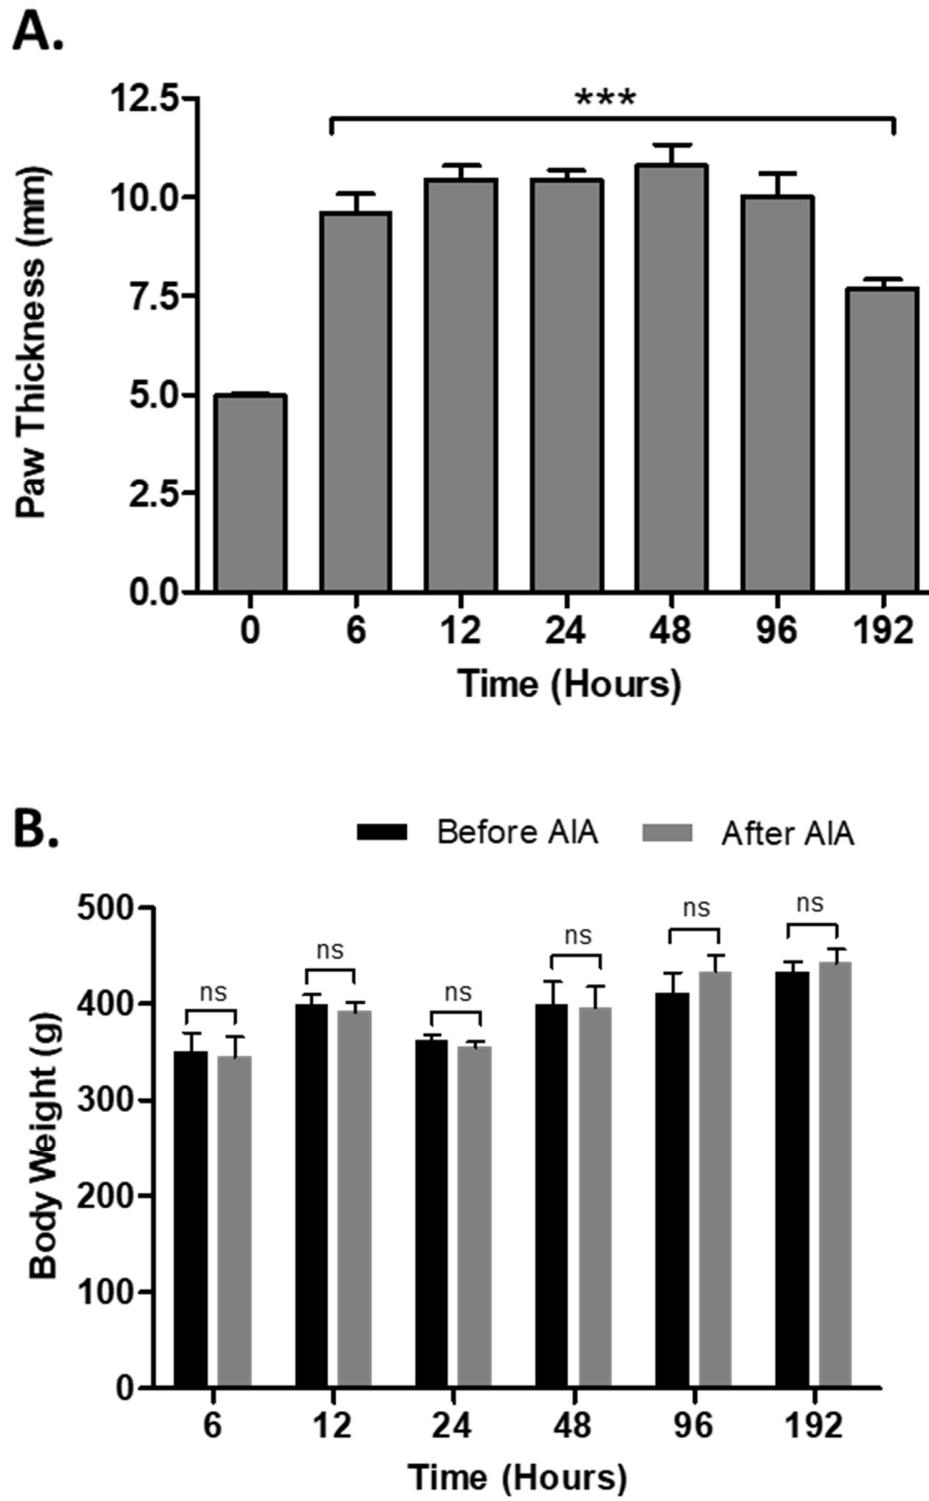 A.
***
12.5
10.0
7.5
5.0
2.5
0.0
Paw Thickness (mm)
0 6 12 24 48 96 192
Time (Hours)
B.
Before AIA After AIA
500
400
300
200
100
0
Body Weight (g)
ns ns ns ns ns ns
6 12 24 48 96 192
Time (Hours)